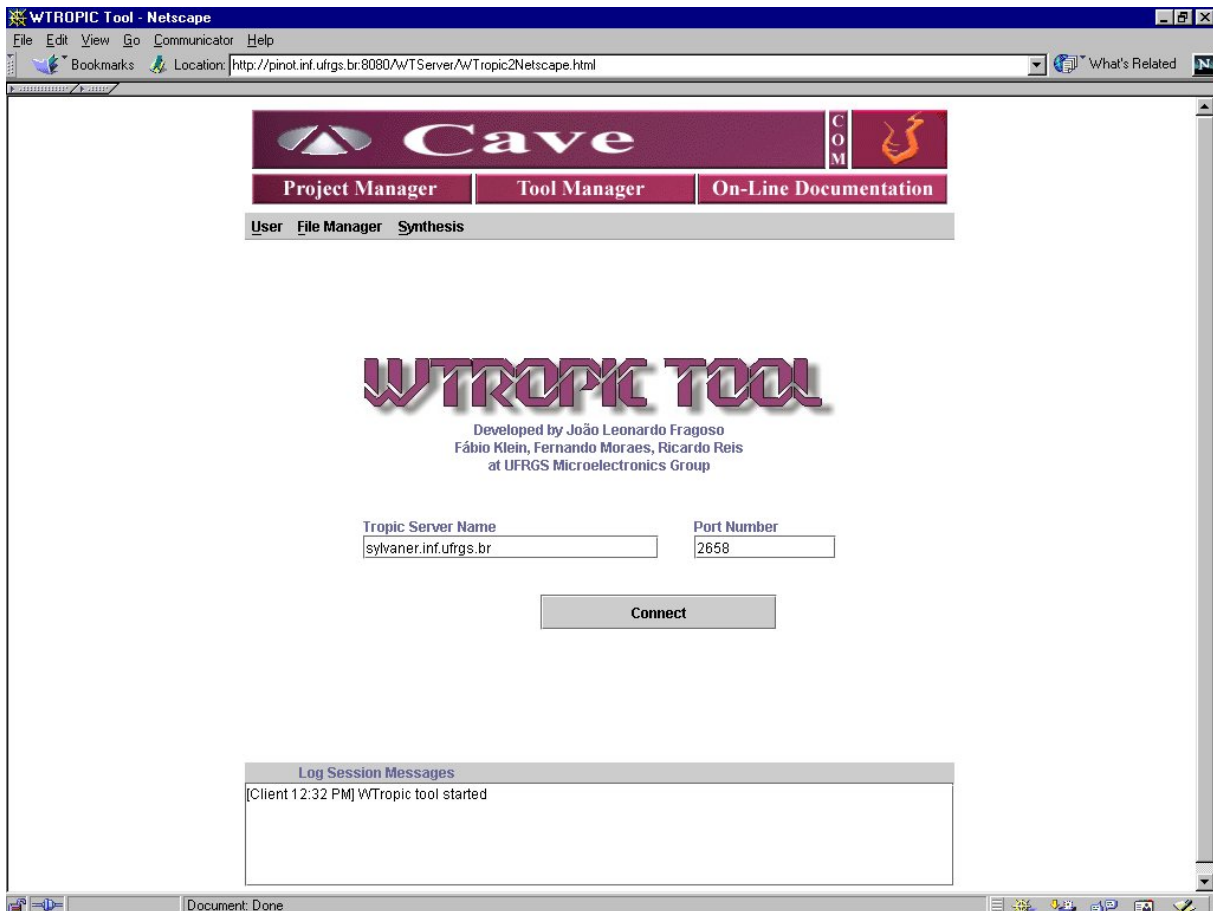 WTROPIC Tool - Netscape
File Edit View Go Communicator Help
Bookmarks Location: http://pinot.inf.ufrgs.br:8080/WTServer/WTropic2Netscape.html What's Related N
Cave COM
Project Manager Tool Manager On-Line Documentation
User File Manager Synthesis
WTROPIC TOOL
Developed by João Leonardo Fragoso
Fábio Klein, Fernando Moraes, Ricardo Reis
at UFRGS Microelectronics Group
Tropic Server Name Port Number
sylvaner.inf.ufrgs.br 2658
Connect
Log Session Messages
[Client 12:32 PM] WTropic tool started
Document: Done